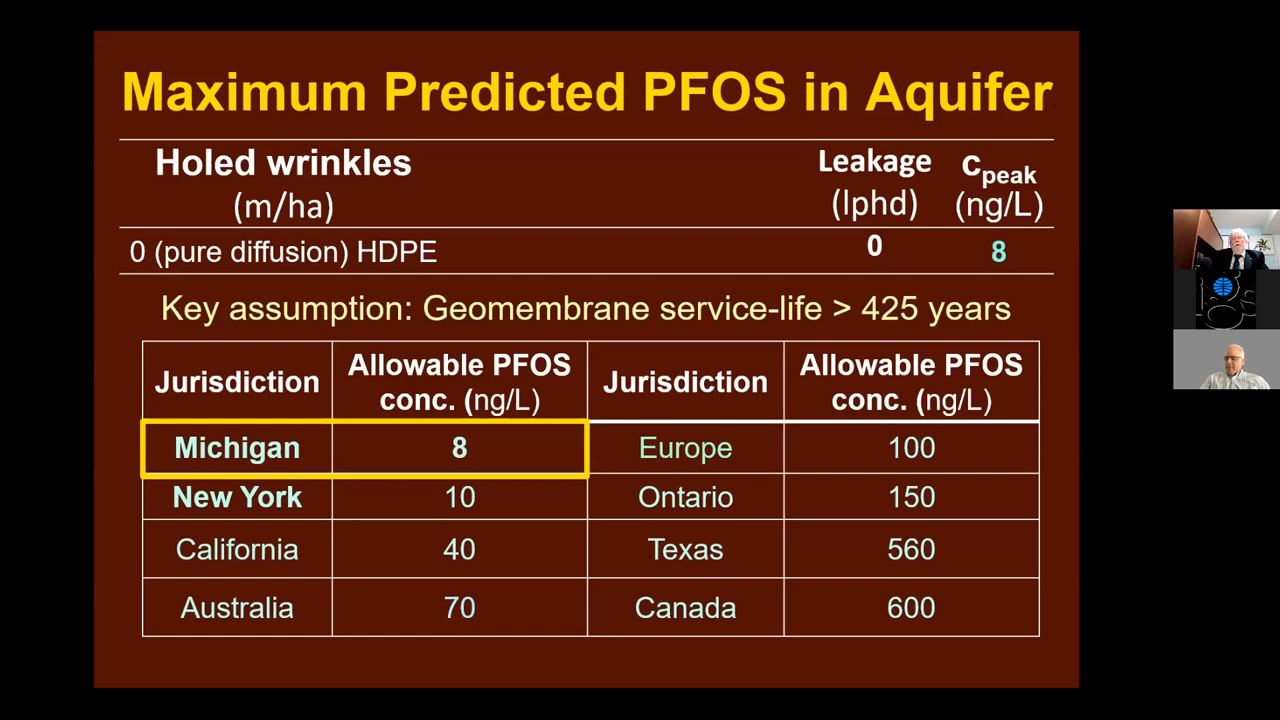 Maximum Predicted PFOS in Aquifer
Holed wrinkles Leakage cpeak
(m/ha) (lphd) (ng/L)
0 (pure diffusion) HDPE 0 8
Key assumption: Geomembrane service-life > 425 years
Jurisdiction Allowable PFOS conc. (ng/L) Jurisdiction Allowable PFOS conc. (ng/L)
Michigan 8 Europe 100
New York 10 Ontario 150
California 40 Texas 560
Australia 70 Canada 600